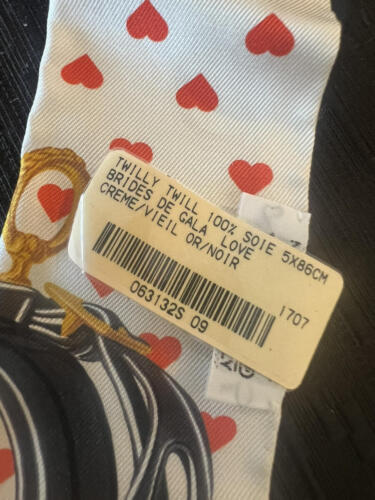 TWILLY TWILL 100% SOIE 5X86CM
BRIDES DE GALA LOVE
CREME/VIEIL OR/NOIR
1707
063132S 09